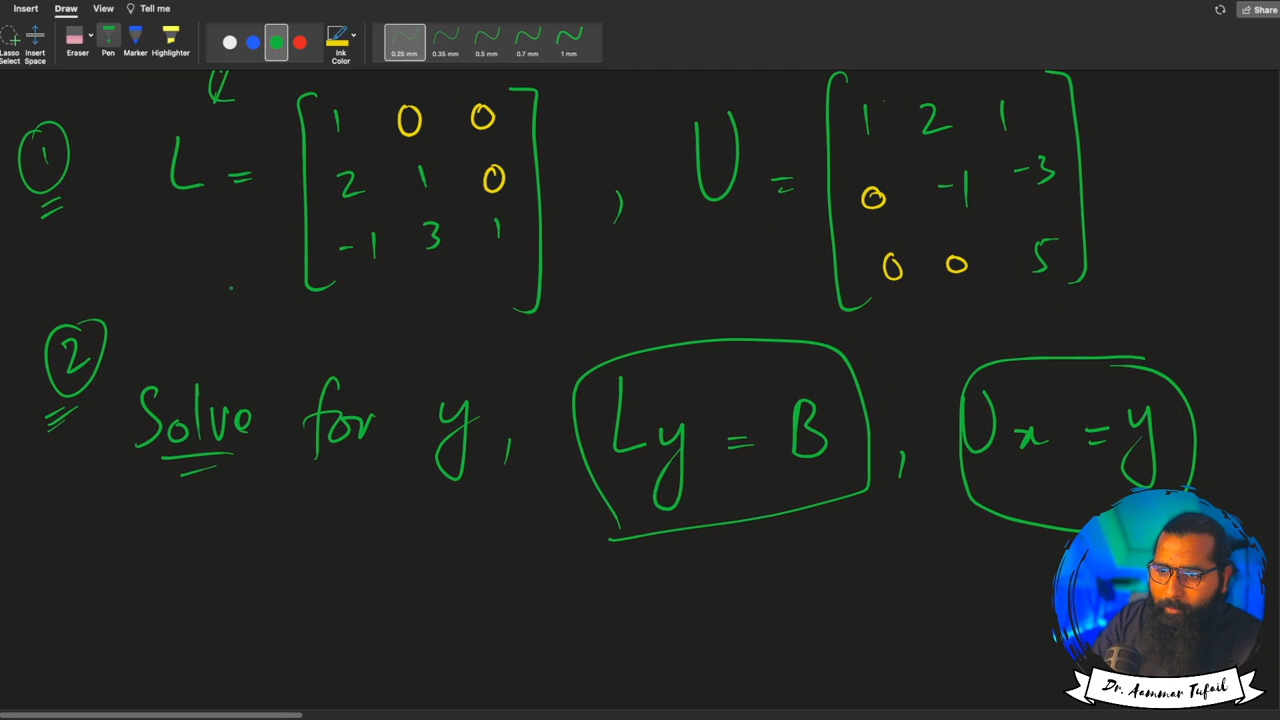 Insert Draw View Tell me Share
Lasso Select Insert Space Eraser Pen Marker Highlighter Ink Color 0.25 mm 0.35 mm 0.5 mm 0.7 mm 1 mm
1 L = [ 1 0 0 , U = [ 1 2 1
2 1 0 0 -1 -3
-1 3 1 ] 0 0 5 ]
2 Solve for y, Ly = B , Ux = y
Dr. Aammar Tufail